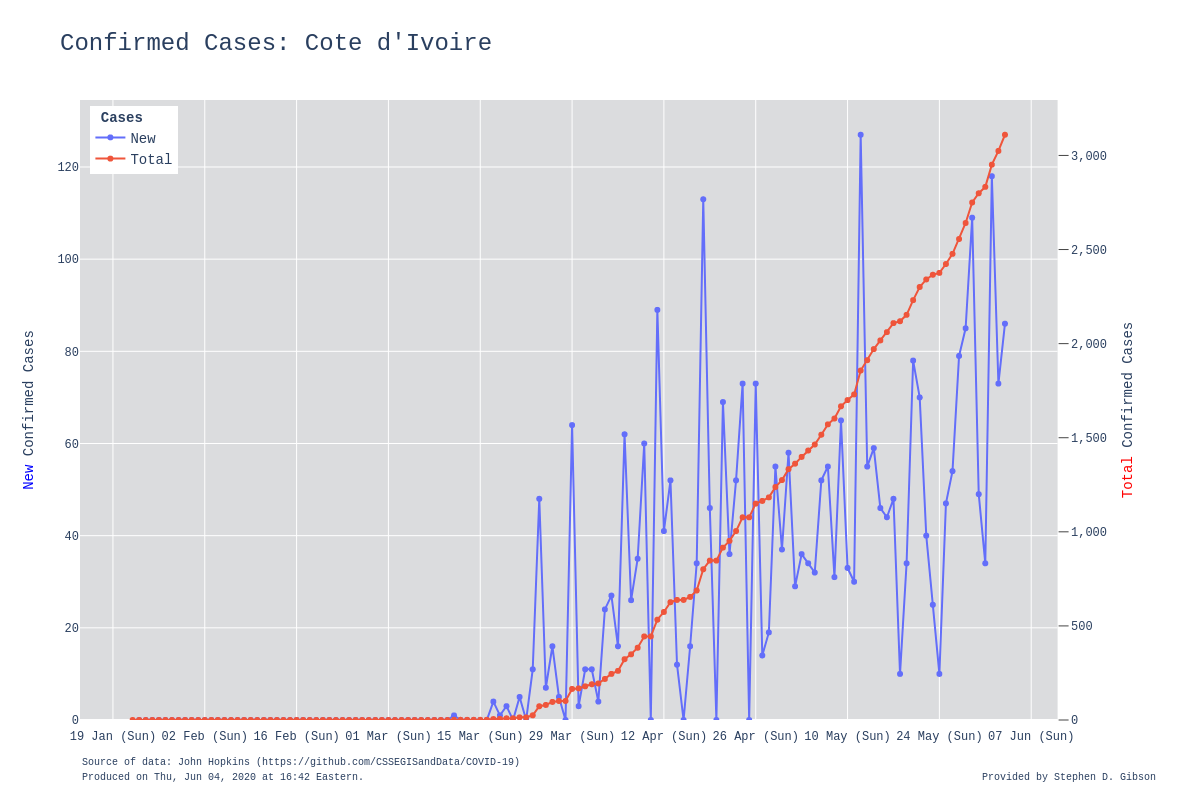 Confirmed Cases: Cote d'Ivoire
Cases
New
Total
120
100
80
60
40
20
0
3,000
2,500
2,000
1,500
1,000
500
0
New Confirmed Cases
Total Confirmed Cases
19 Jan (Sun) 02 Feb (Sun) 16 Feb (Sun) 01 Mar (Sun) 15 Mar (Sun) 29 Mar (Sun) 12 Apr (Sun) 26 Apr (Sun) 10 May (Sun) 24 May (Sun) 07 Jun (Sun)
Source of data: John Hopkins (https://github.com/CSSEGISandData/COVID-19)
Produced on Thu, Jun 04, 2020 at 16:42 Eastern.
Provided by Stephen D. Gibson